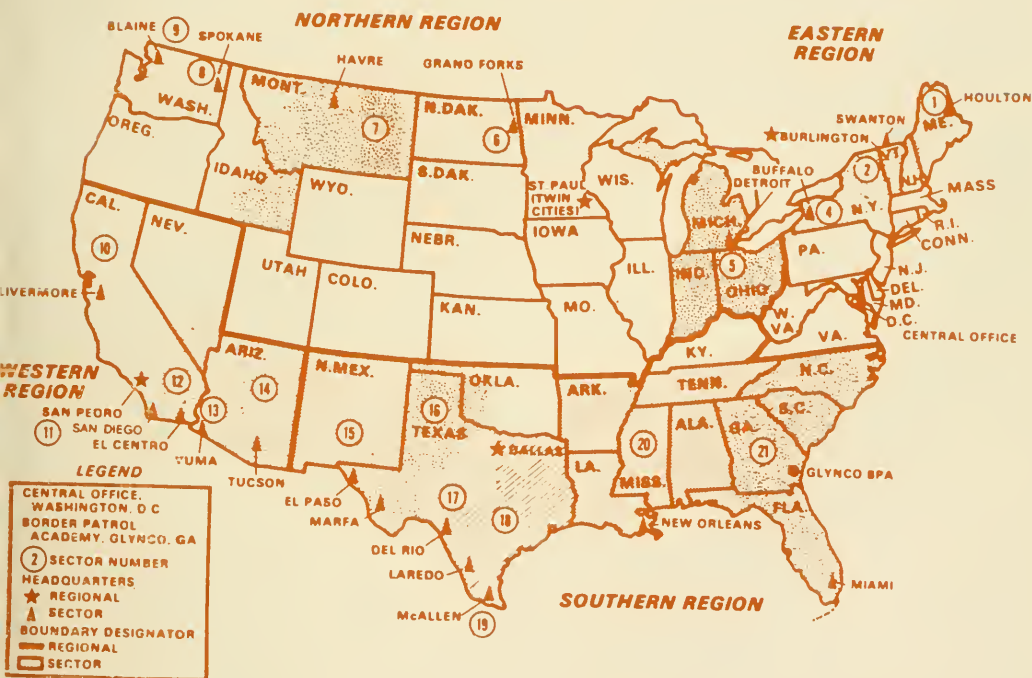 NORTHERN REGION
EASTERN
REGION
BLAINE
9
SPOKANE
HAVRE
GRAND FORKS
8
WASH.
MONT.
7
N.DAK.
6
MINN.
SWANTON
1
HOULTON
ME.
BURLINGTON
VT.
2
N.H.
MASS
OREG.
IDAHO
WYO.
S.DAK.
ST. PAUL
(TWIN
CITIES)
WIS.
BUFFALO
DETROIT
4
N.Y.
MICH.
R.I.
CONN.
CAL.
NEV.
10
NEBR.
IOWA
PA.
LIVERMORE
UTAH
COLO.
ILL.
IND.
5
OHIO
N.J.
DEL.
MD.
D.C.
CENTRAL OFFICE
KAN.
MO.
W.
VA
VA.
KY.
WESTERN
REGION
ARIZ.
N.MEX.
OKLA.
ARK.
TENN.
N.C.
12
14
16
S.C.
SAN PEDRO
11
SAN DIEGO
13
EL CENTRO
YUMA
15
TEXAS
DALLAS
20
ALA.
GA.
21
TUCSON
LA.
MISS.
GLYNCO BPA
EL PASO
MARFA
17
18
FLA.
NEW ORLEANS
DEL RIO
LAREDO
MIAMI
McALLEN
19
SOUTHERN REGION
LEGEND
CENTRAL OFFICE,
WASHINGTON, D C
BORDER PATROL
ACADEMY, GLYNCO, GA
2 SECTOR NUMBER
HEADQUARTERS
REGIONAL
SECTOR
BOUNDARY DESIGNATOR
REGIONAL
SECTOR